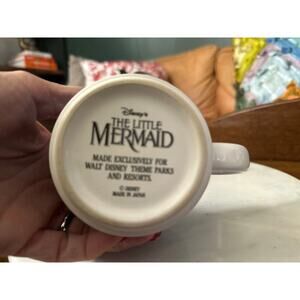 Disney's
THE LITTLE
MERMAID
MADE EXCLUSIVELY FOR
WALT DISNEY THEME PARKS
AND RESORTS.
© DISNEY
MADE IN JAPAN